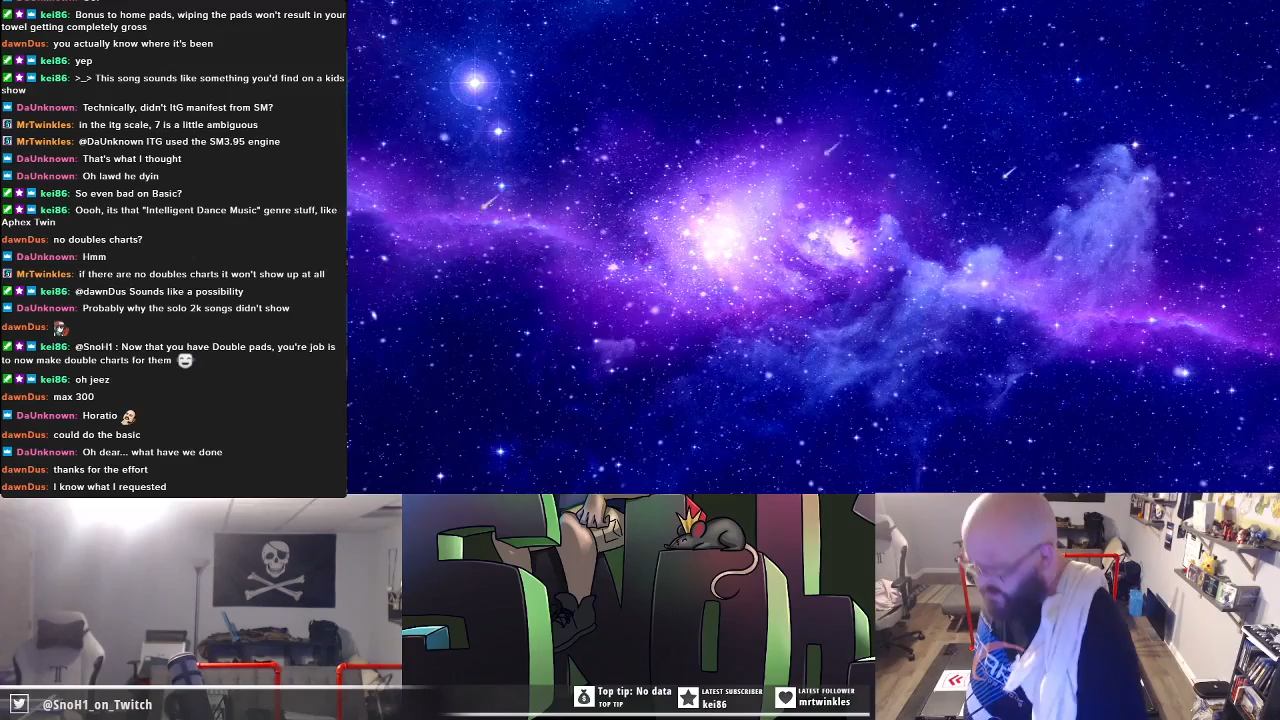 kei86: Bonus to home pads, wiping the pads won't result in your
towel getting completely gross
dawnDus: you actually know where it's been
kei86: yep
kei86: >_> This song sounds like something you'd find on a kids
show
DaUnknown: Technically, didn't ItG manifest from SM?
MrTwinkles: in the itg scale, 7 is a little ambiguous
MrTwinkles: @DaUnknown ITG used the SM3.95 engine
DaUnknown: That's what I thought
DaUnknown: Oh lawd he dyin
kei86: So even bad on Basic?
kei86: Oooh, its that "Intelligent Dance Music" genre stuff, like
Aphex Twin
dawnDus: no doubles charts?
DaUnknown: Hmm
MrTwinkles: if there are no doubles charts it won't show up at all
kei86: @dawnDus Sounds like a possibility
DaUnknown: Probably why the solo 2k songs didn't show
dawnDus:
kei86: @SnoH1 : Now that you have Double pads, you're job is
to now make double charts for them
kei86: oh jeez
dawnDus: max 300
DaUnknown: Horatio
dawnDus: could do the basic
DaUnknown: Oh dear... what have we done
dawnDus: thanks for the effort
dawnDus: I know what I requested
@SnoH1_on_Twitch
Top tip: No data
TOP TIP
LATEST SUBSCRIBER
kei86
LATEST FOLLOWER
mrtwinkles